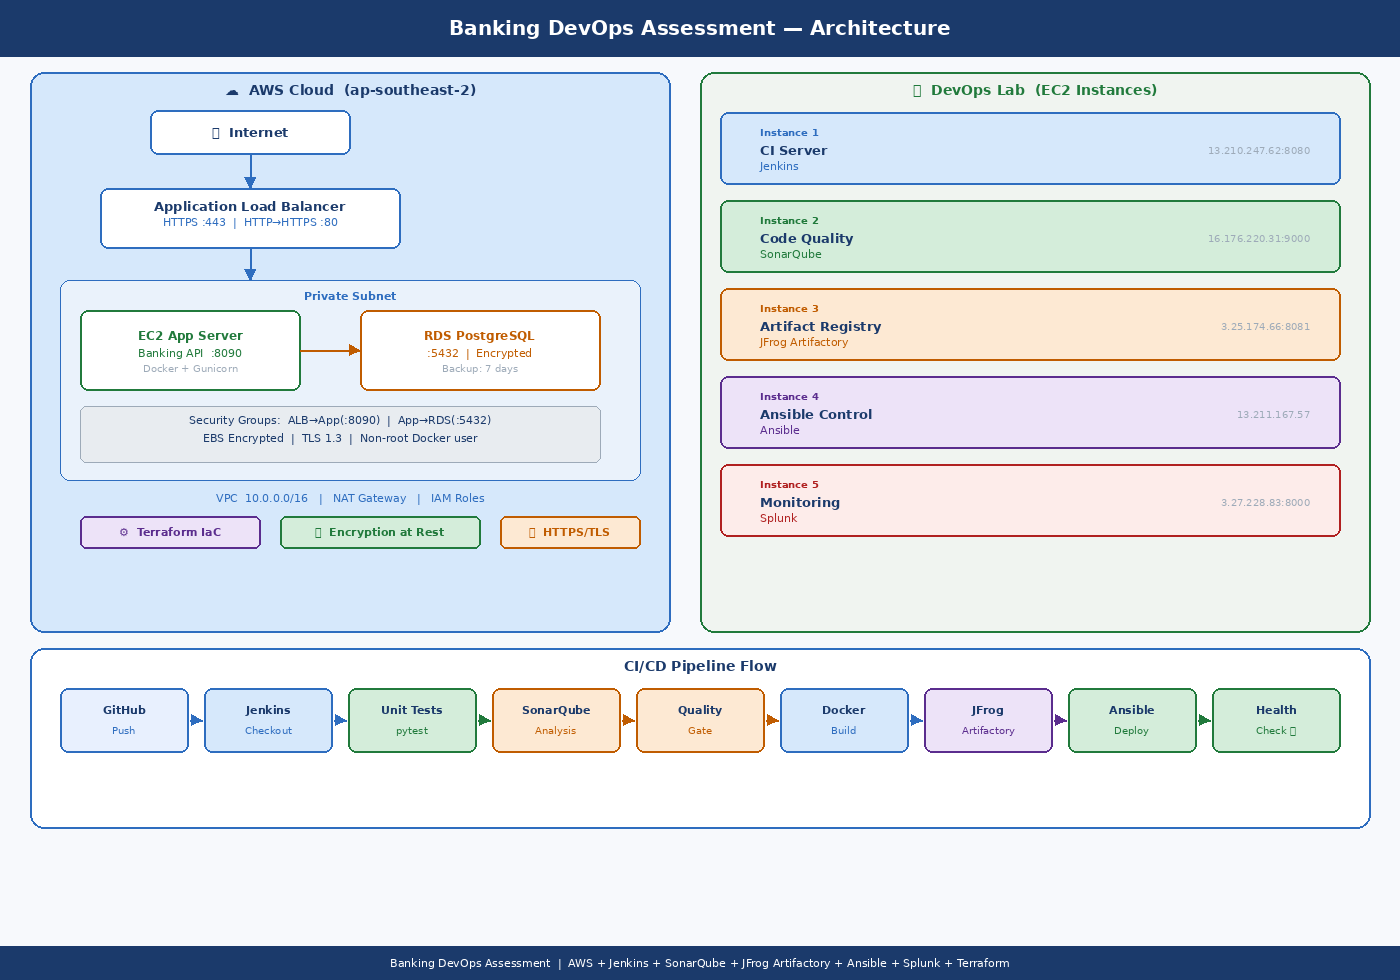 Banking DevOps Assessment — Architecture
☁ AWS Cloud (ap-southeast-2)
Internet
Application Load Balancer
HTTPS :443 | HTTP→HTTPS :80
Private Subnet
EC2 App Server
Banking API :8090
Docker + Gunicorn
RDS PostgreSQL
:5432 | Encrypted
Backup: 7 days
Security Groups: ALB→App(:8090) | App→RDS(:5432)
EBS Encrypted | TLS 1.3 | Non-root Docker user
VPC 10.0.0.0/16 | NAT Gateway | IAM Roles
⚙ Terraform IaC
Encryption at Rest
HTTPS/TLS
DevOps Lab (EC2 Instances)
Instance 1
CI Server
Jenkins
13.210.247.62:8080
Instance 2
Code Quality
SonarQube
16.176.220.31:9000
Instance 3
Artifact Registry
JFrog Artifactory
3.25.174.66:8081
Instance 4
Ansible Control
Ansible
13.211.167.57
Instance 5
Monitoring
Splunk
3.27.228.83:8000
CI/CD Pipeline Flow
GitHub
Push
Jenkins
Checkout
Unit Tests
pytest
SonarQube
Analysis
Quality
Gate
Docker
Build
JFrog
Artifactory
Ansible
Deploy
Health
Check
Banking DevOps Assessment | AWS + Jenkins + SonarQube + JFrog Artifactory + Ansible + Splunk + Terraform